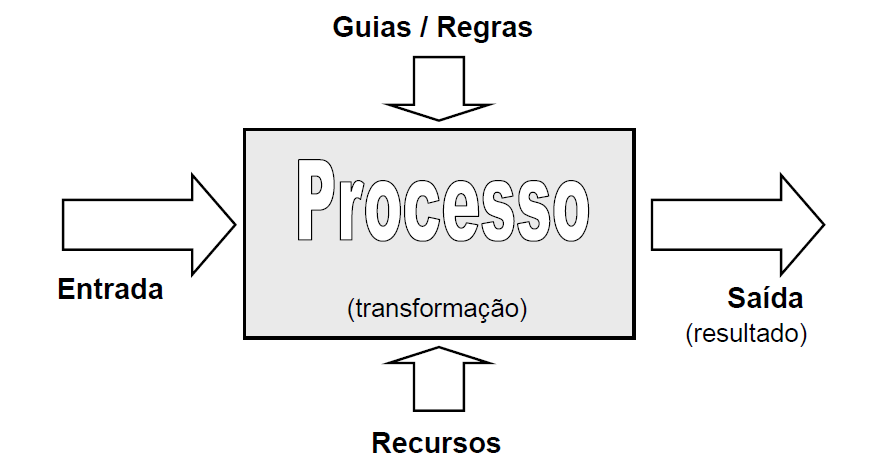 Guias / Regras
Processo
(transformação)
Entrada
Saída
(resultado)
Recursos